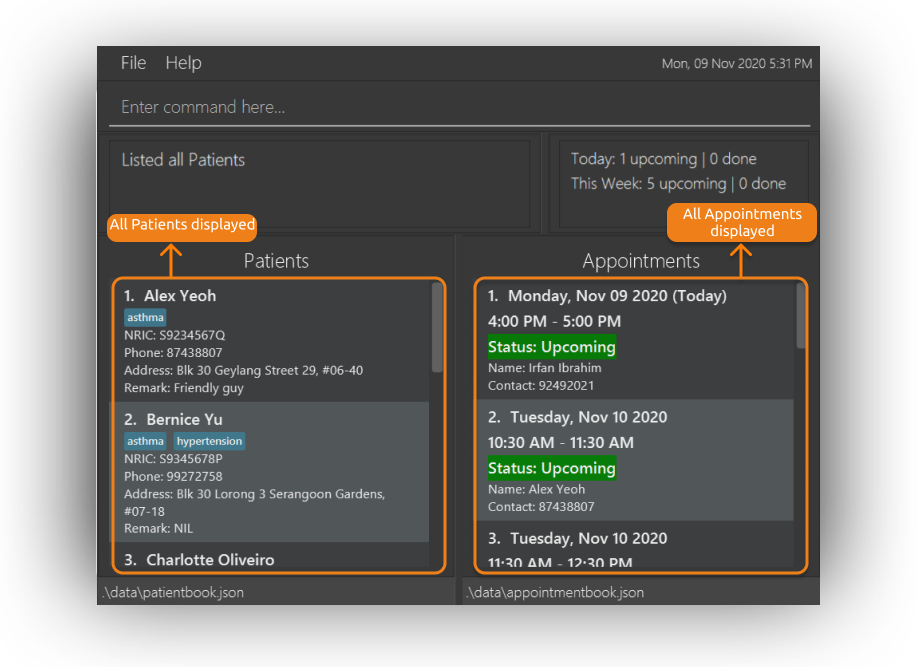 File Help
Mon, 09 Nov 2020 5:31 PM
Enter command here...
Listed all Patients
Today: 1 upcoming | 0 done
This Week: 5 upcoming | 0 done
All Patients displayed
All Appointments
displayed
Patients
1. Alex Yeoh
asthma
NRIC: S9234567Q
Phone: 87438807
Address: Blk 30 Geylang Street 29, #06-40
Remark: Friendly guy
2. Bernice Yu
asthma hypertension
NRIC: S9345678P
Phone: 99272758
Address: Blk 30 Lorong 3 Serangoon Gardens,
#07-18
Remark: NIL
3. Charlotte Oliveiro
Appointments
1. Monday, Nov 09 2020 (Today)
4:00 PM - 5:00 PM
Status: Upcoming
Name: Irfan Ibrahim
Contact: 92492021
2. Tuesday, Nov 10 2020
10:30 AM - 11:30 AM
Status: Upcoming
Name: Alex Yeoh
Contact: 87438807
3. Tuesday, Nov 10 2020
11:30 AM - 12:30 PM
.\data\patientbook.json
.\data\appointmentbook.json